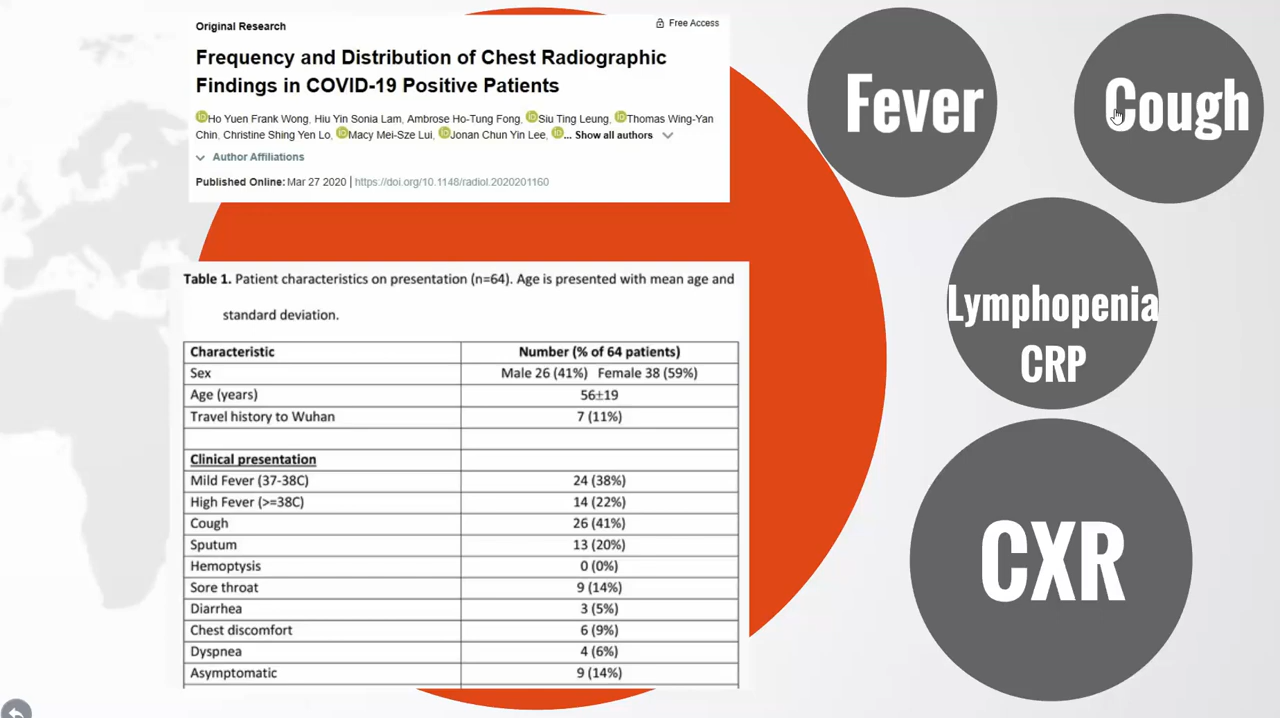 Original Research
Free Access
Frequency and Distribution of Chest Radiographic
Findings in COVID-19 Positive Patients
Ho Yuen Frank Wong, Hiu Yin Sonia Lam, Ambrose Ho-Tung Fong, iD Siu Ting Leung, iD Thomas Wing-Yan
Chin, Christine Shing Yen Lo, iD Macy Mei-Sze Lui, iD Jonan Chun Yin Lee, iD ... Show all authors
Author Affiliations
Published Online: Mar 27 2020 | https://doi.org/10.1148/radiol.2020201160
Table 1. Patient characteristics on presentation (n=64). Age is presented with mean age and
standard deviation.
Characteristic Number (% of 64 patients)
Sex Male 26 (41%) Female 38 (59%)
Age (years) 56±19
Travel history to Wuhan 7 (11%)
Clinical presentation
Mild Fever (37-38C) 24 (38%)
High Fever (>=38C) 14 (22%)
Cough 26 (41%)
Sputum 13 (20%)
Hemoptysis 0 (0%)
Sore throat 9 (14%)
Diarrhea 3 (5%)
Chest discomfort 6 (9%)
Dyspnea 4 (6%)
Asymptomatic 9 (14%)
Fever
Cough
Lymphopenia
CRP
CXR